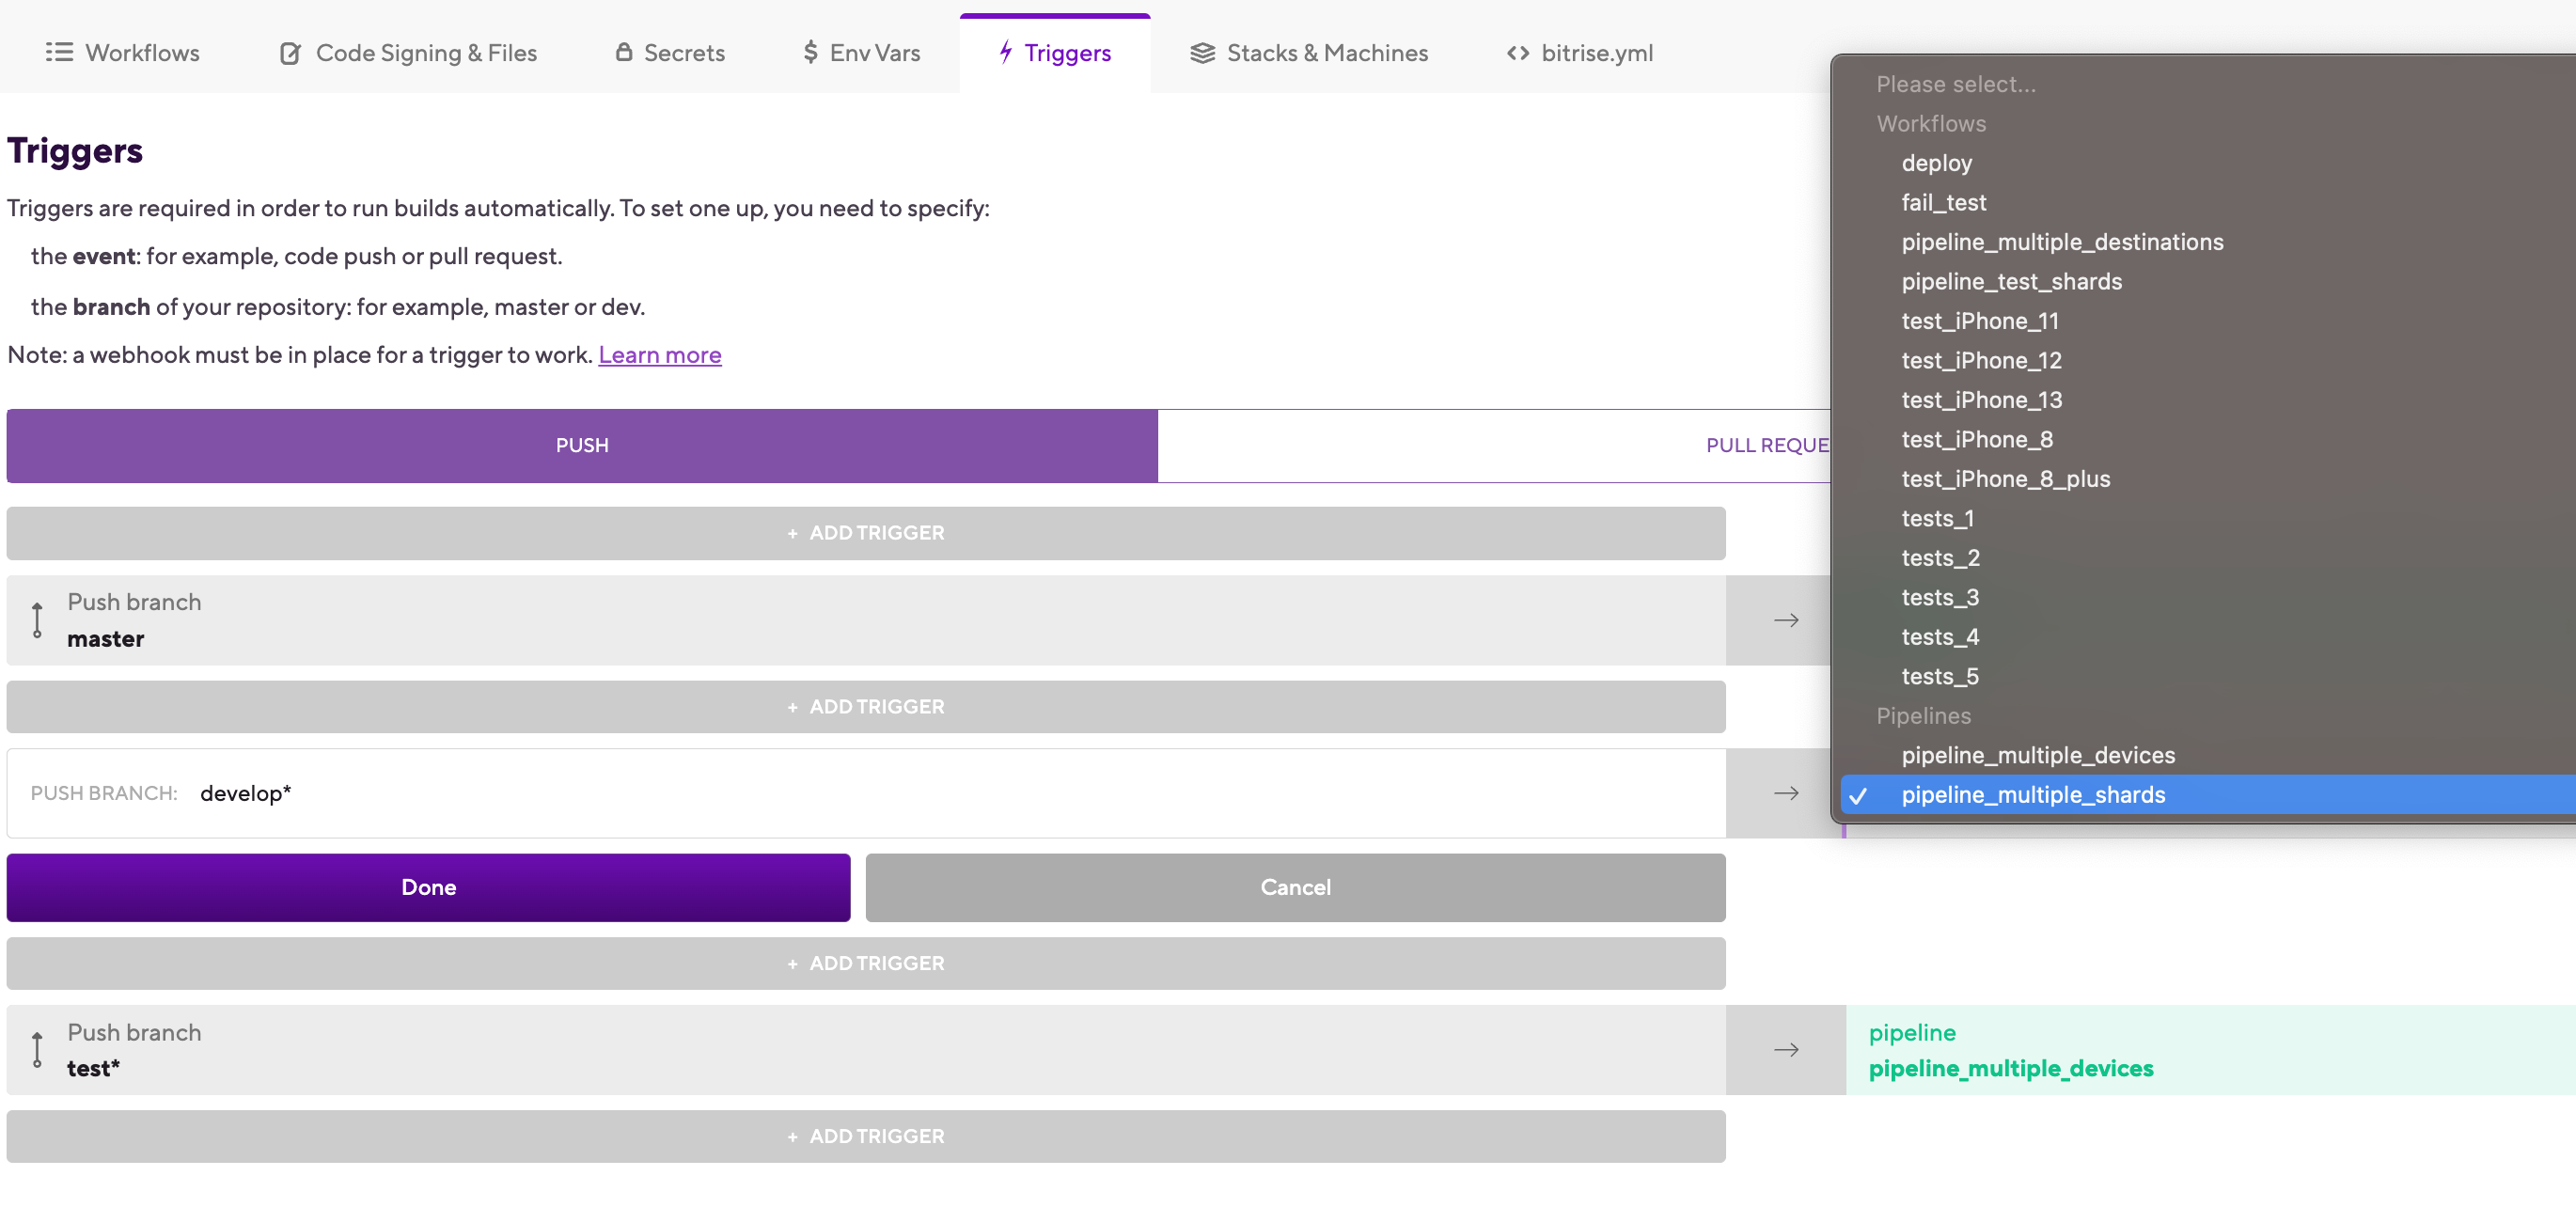 Workflows
Code Signing & Files
Secrets
Env Vars
Triggers
Stacks & Machines
bitrise.yml
Triggers
Triggers are required in order to run builds automatically. To set one up, you need to specify:
the event: for example, code push or pull request.
the branch of your repository: for example, master or dev.
Note: a webhook must be in place for a trigger to work. Learn more
PUSH
PULL REQUE
+ ADD TRIGGER
Push branch
master
+ ADD TRIGGER
PUSH BRANCH: develop*
Done
Cancel
+ ADD TRIGGER
Push branch
test*
pipeline
pipeline_multiple_devices
+ ADD TRIGGER
Please select...
Workflows
deploy
fail_test
pipeline_multiple_destinations
pipeline_test_shards
test_iPhone_11
test_iPhone_12
test_iPhone_13
test_iPhone_8
test_iPhone_8_plus
tests_1
tests_2
tests_3
tests_4
tests_5
Pipelines
pipeline_multiple_devices
pipeline_multiple_shards